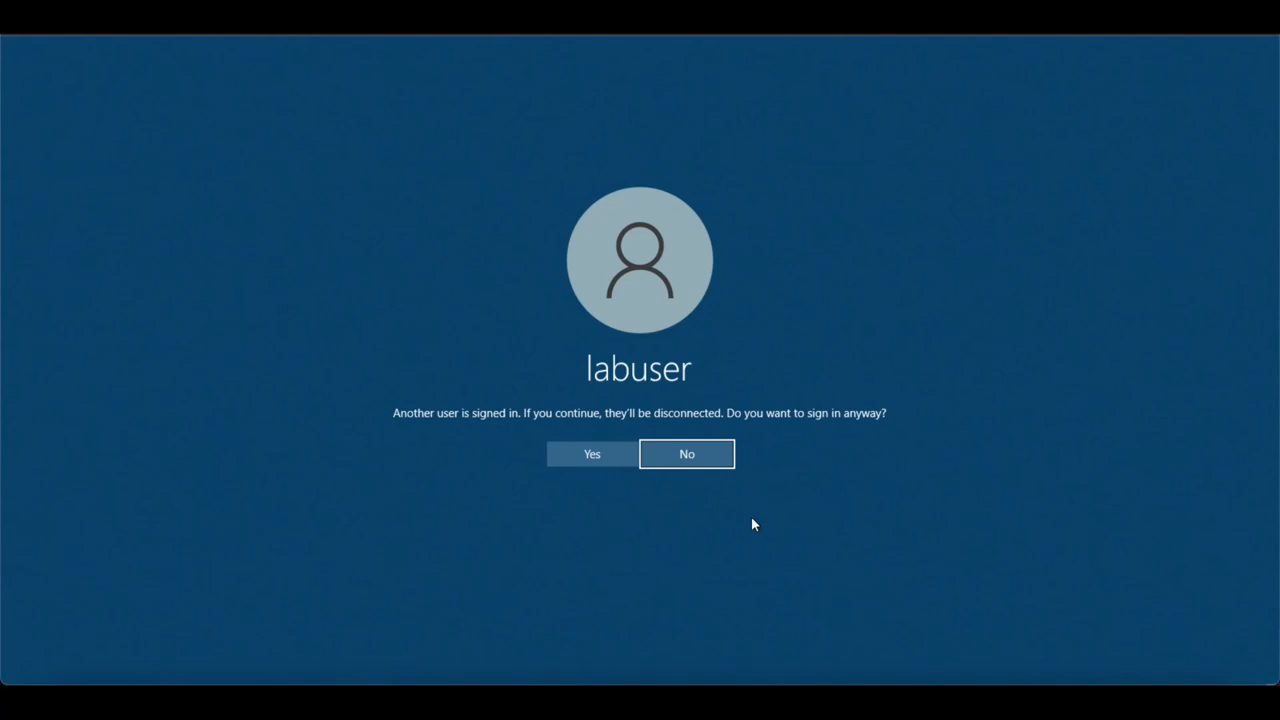 labuser
Another user is signed in. If you continue, they'll be disconnected. Do you want to sign in anyway?
Yes
No